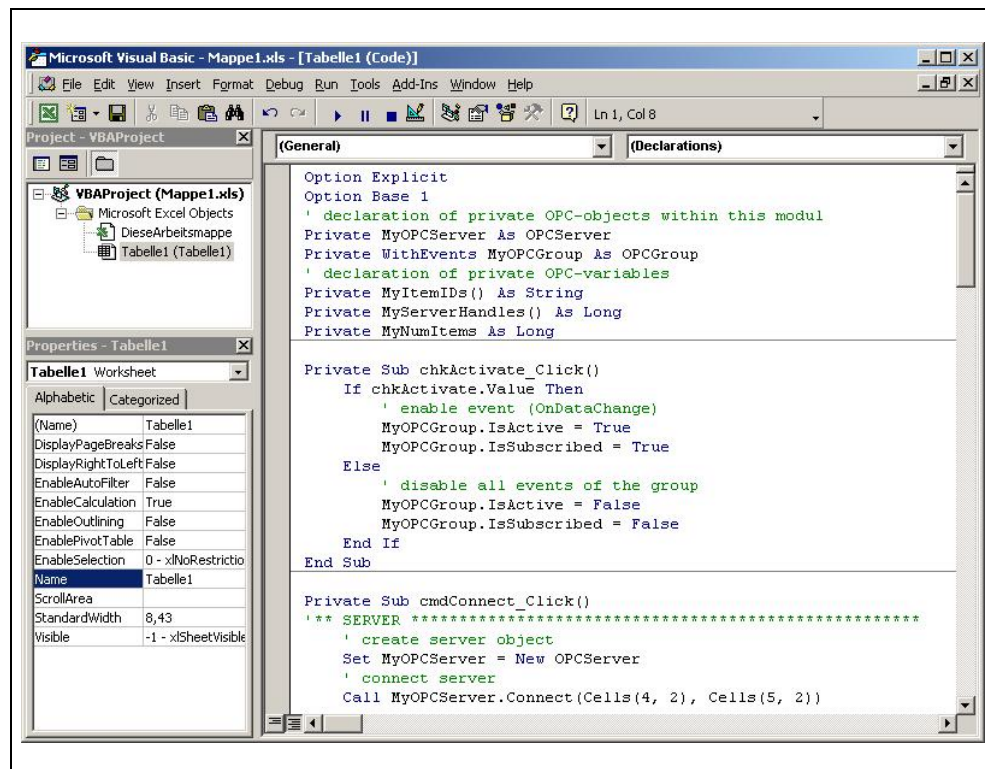 Microsoft Visual Basic - Mappe1.xls - [Tabelle1 (Code)]
File Edit View Insert Format Debug Run Tools Add-Ins Window Help
Ln 1, Col 8
Project - VBAProject
VBAProject (Mappe1.xls)
Microsoft Excel Objects
DieseArbeitsmappe
Tabelle1 (Tabelle1)
Properties - Tabelle1
Tabelle1 Worksheet
Alphabetic Categorized
(Name) Tabelle1
DisplayPageBreaks False
DisplayRightToLeft False
EnableAutoFilter False
EnableCalculation True
EnableOutlining False
EnablePivotTable False
EnableSelection 0 - xlNoRestrictio
Name Tabelle1
ScrollArea
StandardWidth 8,43
Visible -1 - xlSheetVisible
(General) (Declarations)
Option Explicit
Option Base 1
' declaration of private OPC-objects within this modul
Private MyOPCServer As OPCServer
Private WithEvents MyOPCGroup As OPCGroup
' declaration of private OPC-variables
Private MyItemIDs() As String
Private MyServerHandles() As Long
Private MyNumItems As Long
Private Sub chkActivate_Click()
If chkActivate.Value Then
' enable event (OnDataChange)
MyOPCGroup.IsActive = True
MyOPCGroup.IsSubscribed = True
Else
' disable all events of the group
MyOPCGroup.IsActive = False
MyOPCGroup.IsSubscribed = False
End If
End Sub
Private Sub cmdConnect_Click()
'** SERVER *****************************************************
' create server object
Set MyOPCServer = New OPCServer
' connect server
Call MyOPCServer.Connect(Cells(4, 2), Cells(5, 2))